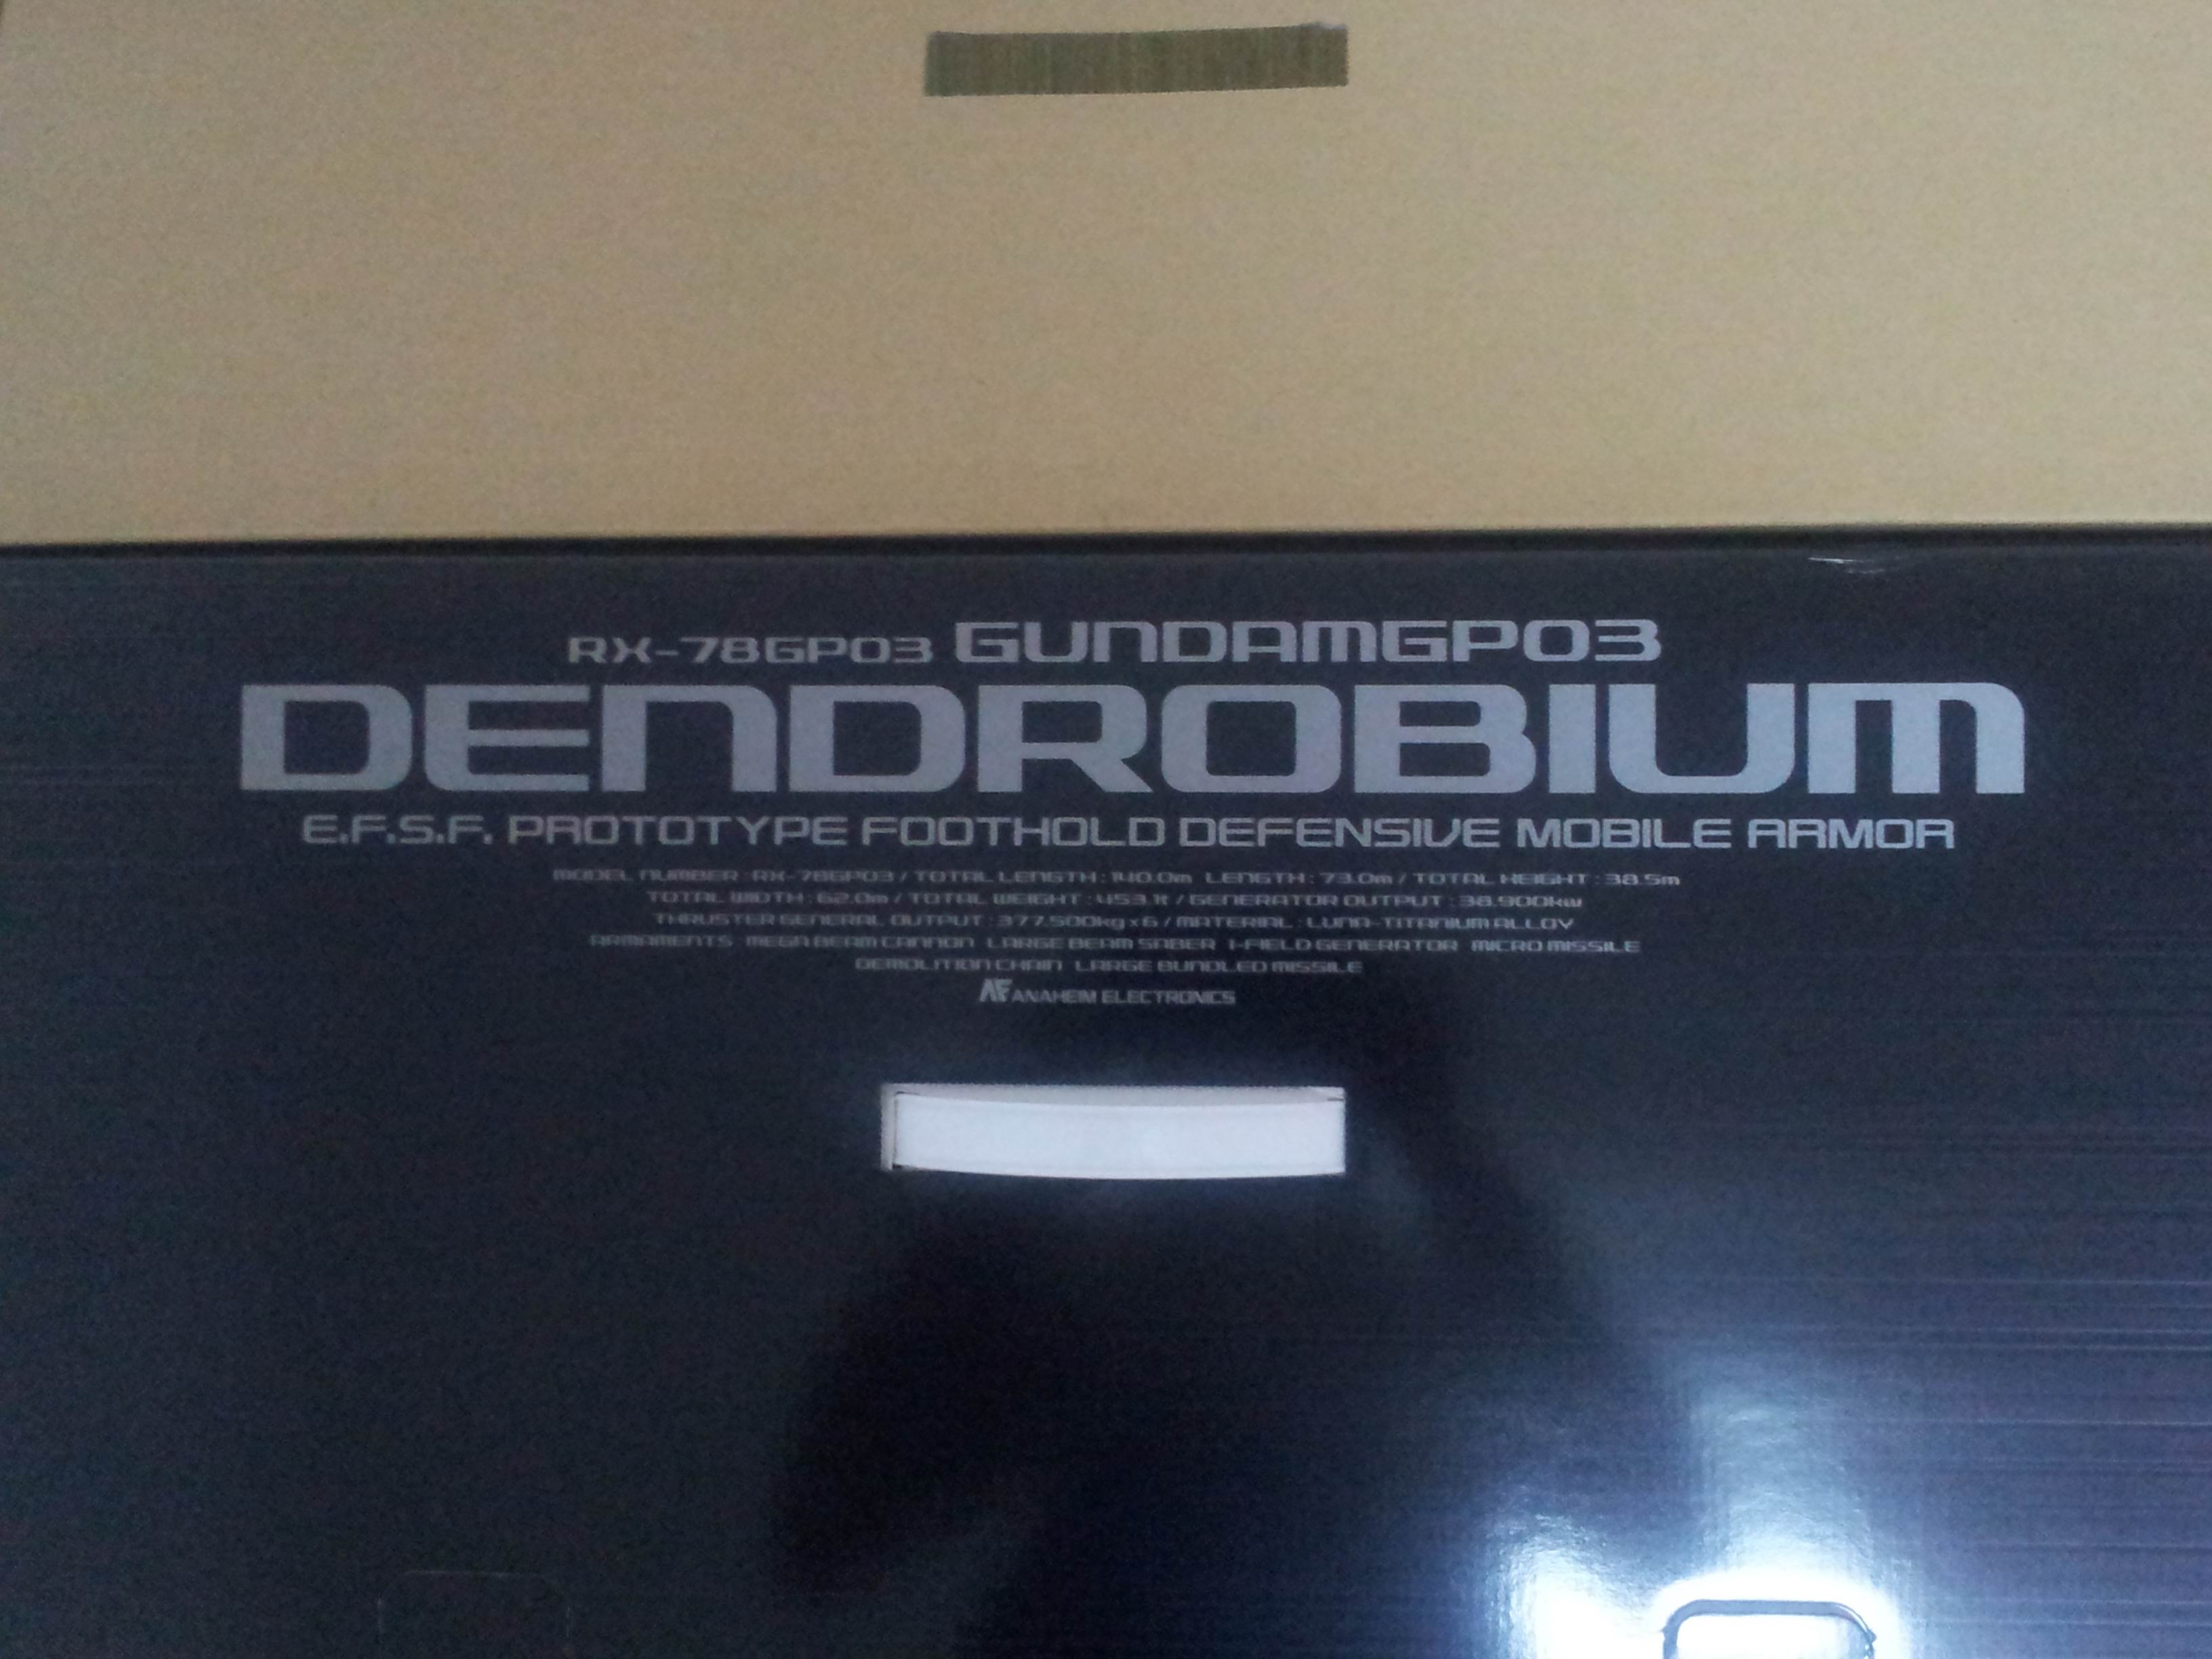 RX-78GP03 GUNDAMGP03
DENDROBIUM
E.F.S.F. PROTOTYPE FOOTHOLD DEFENSIVE MOBILE ARMOR
MODEL NUMBER : RX-78GP03 / TOTAL LENGTH : 140.0m LENGTH : 73.0m / TOTAL HEIGHT : 38.5m
TOTAL WIDTH : 62.0m / TOTAL WEIGHT : 453.1t / GENERATOR OUTPUT : 38.900kw
THRUSTER GENERAL OUTPUT : 377.500kg x 6 / MATERIAL : LUNA-TITANIUM ALLOY
ARMAMENTS MEGA BEAM CANNON LARGE BEAM SABER I-FIELD GENERATOR MICRO MISSILE
DEMOLITION CHAIN LARGE BUNDLED MISSILE
AE ANAHEIM ELECTRONICS